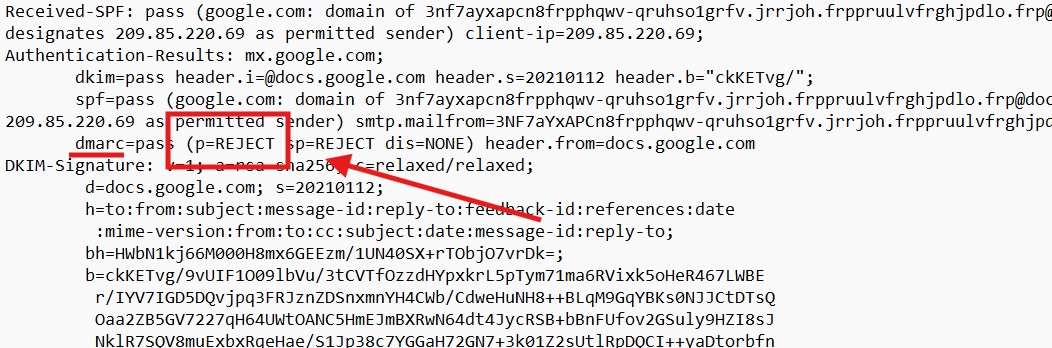 Received-SPF: pass (google.com: domain of 3nf7ayxapcn8frpphqwv-qruhso1grfv.jrrjoh.frppruulvfrghjpdlo.frp@
designates 209.85.220.69 as permitted sender) client-ip=209.85.220.69;
Authentication-Results: mx.google.com;
dkim=pass header.i=@docs.google.com header.s=20210112 header.b="ckKETvg/";
spf=pass (google.com: domain of 3nf7ayxapcn8frpphqwv-qruhso1grfv.jrrjoh.frppruulvfrghjpdlo.frp@doc
209.85.220.69 as permitted sender) smtp.mailfrom=3NF7aYxAPCn8frpphqwv-qruhso1grfv.jrrjoh.frppruulvfrghjpd
dmarc=pass (p=REJECT sp=REJECT dis=NONE) header.from=docs.google.com
DKIM-Signature: v=1; a=rsa-sha256; c=relaxed/relaxed;
d=docs.google.com; s=20210112;
h=to:from:subject:message-id:reply-to:feedback-id:references:date
:mime-version:from:to:cc:subject:date:message-id:reply-to;
bh=HWbN1kj66M000H8mx6GEEzm/1UN40SX+rTObjO7vrDk=;
b=ckKETvg/9vUIF1O09lbVu/3tCVTfOzzdHYpxkrL5pTym71ma6RVixk5oHeR467LWBE
r/IYV7IGD5DQvjpq3FRJznZDSnxmnYH4CWb/CdweHuNH8++BLqM9GqYBKs0NJJCtDTsQ
Oaa2ZB5GV7227qH64UWtOANC5HmEJmBXRwN64dt4JycRSB+bBnFUfov2GSuly9HZI8sJ
NklR7SQV8muExbxRgeHae/S1Jp38c7YGGaH72GN7+3k01Z2sUtlRpDQCI++yaDtorbfn